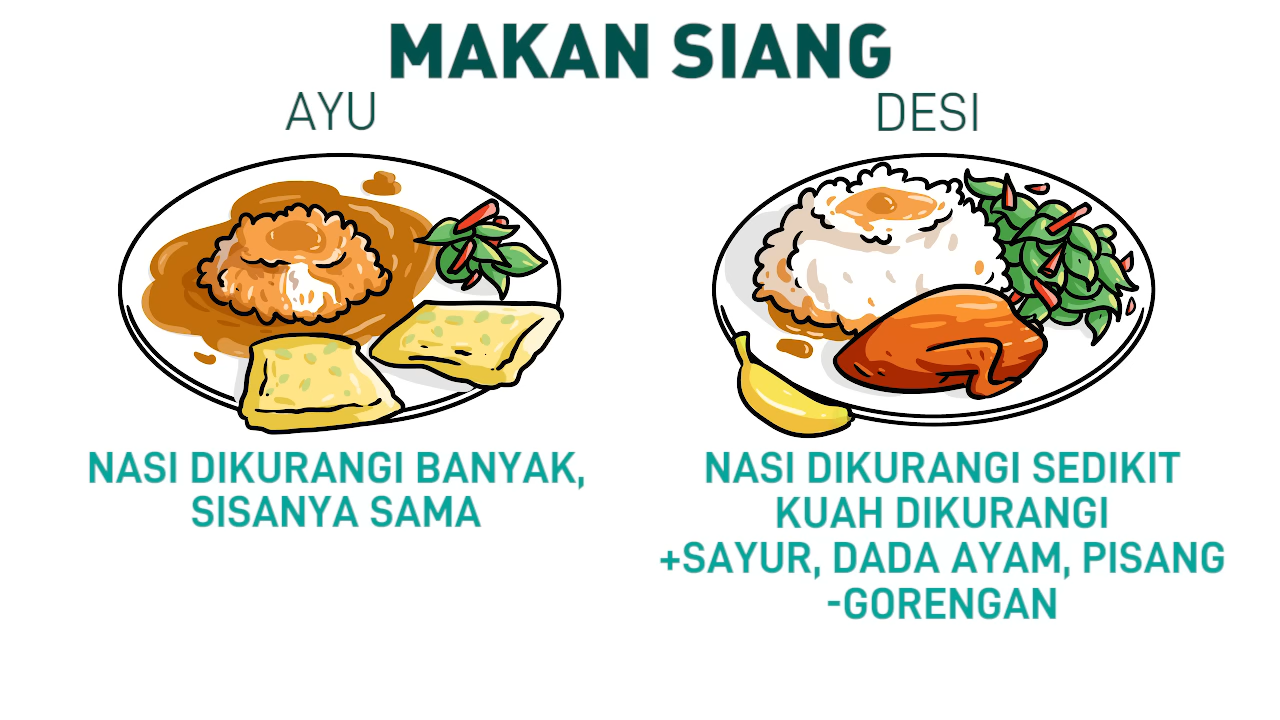 MAKAN SIANG
AYU
NASI DIKURANGI BANYAK,
SISANYA SAMA
DESI
NASI DIKURANGI SEDIKIT
KUAH DIKURANGI
+SAYUR, DADA AYAM, PISANG
-GORENGAN